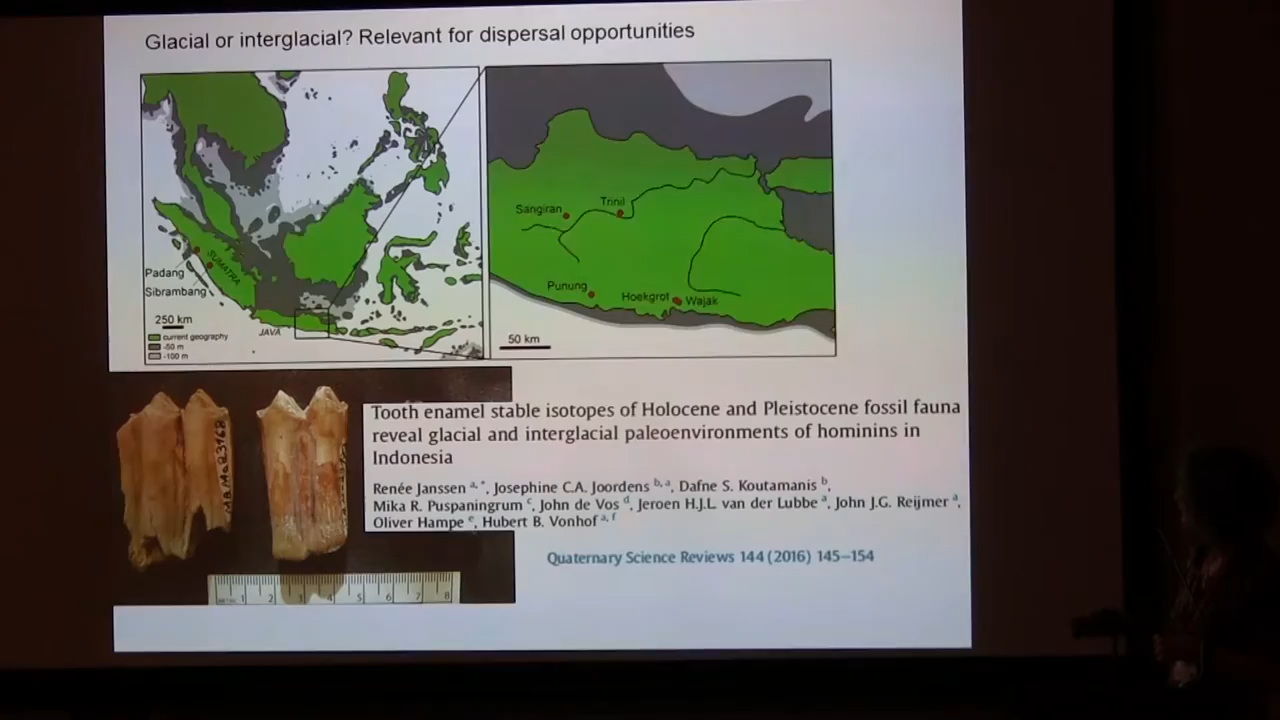 Glacial or interglacial? Relevant for dispersal opportunities
Padang
Sibrambang
SUMATRA
250 km
JAVA
current geography
-50 m
-100 m
Sangiran
Trinil
Punung
Hoekgrot
Wajak
50 km
Tooth enamel stable isotopes of Holocene and Pleistocene fossil fauna
reveal glacial and interglacial paleoenvironments of hominins in
Indonesia
Renée Janssen a,*, Josephine C.A. Joordens b,a, Dafne S. Koutamanis b,
Mika R. Puspaningrum c, John de Vos d, Jeroen H.J.L. van der Lubbe a, John J.G. Reijmer a,
Oliver Hampe e, Hubert B. Vonhof a,f
Quaternary Science Reviews 144 (2016) 145–154
1 2 3 4 5 6 7 8